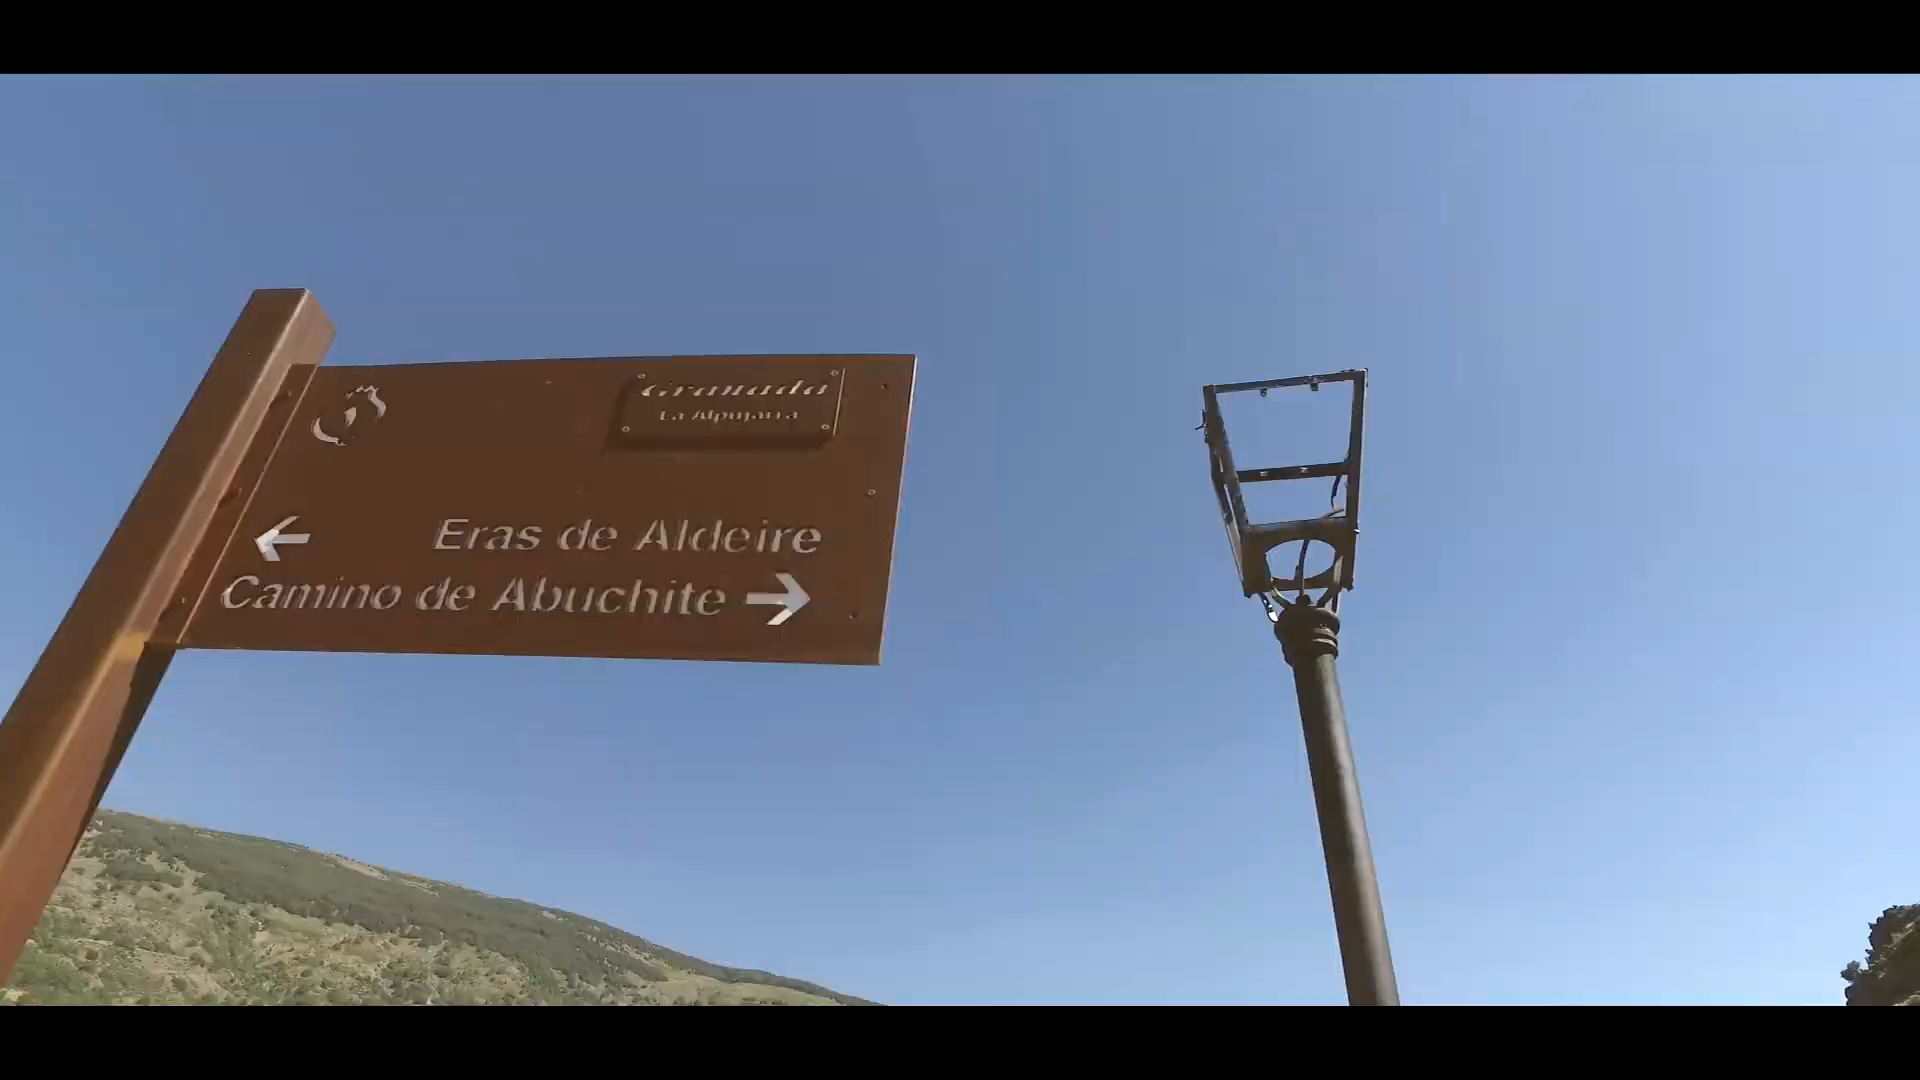 Granada
La Alpujarra
← Eras de Aldeire
Camino de Abuchite →